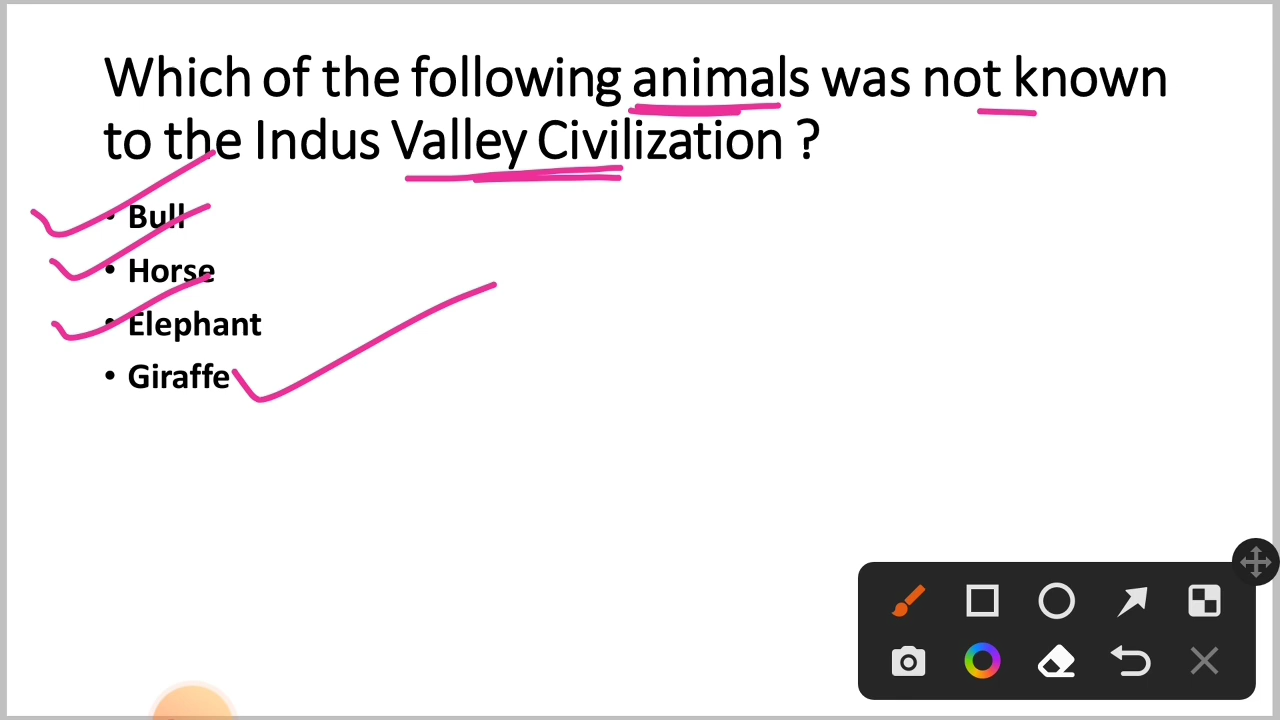 Which of the following animals was not known
to the Indus Valley Civilization ?
• Bull
• Horse
• Elephant
• Giraffe